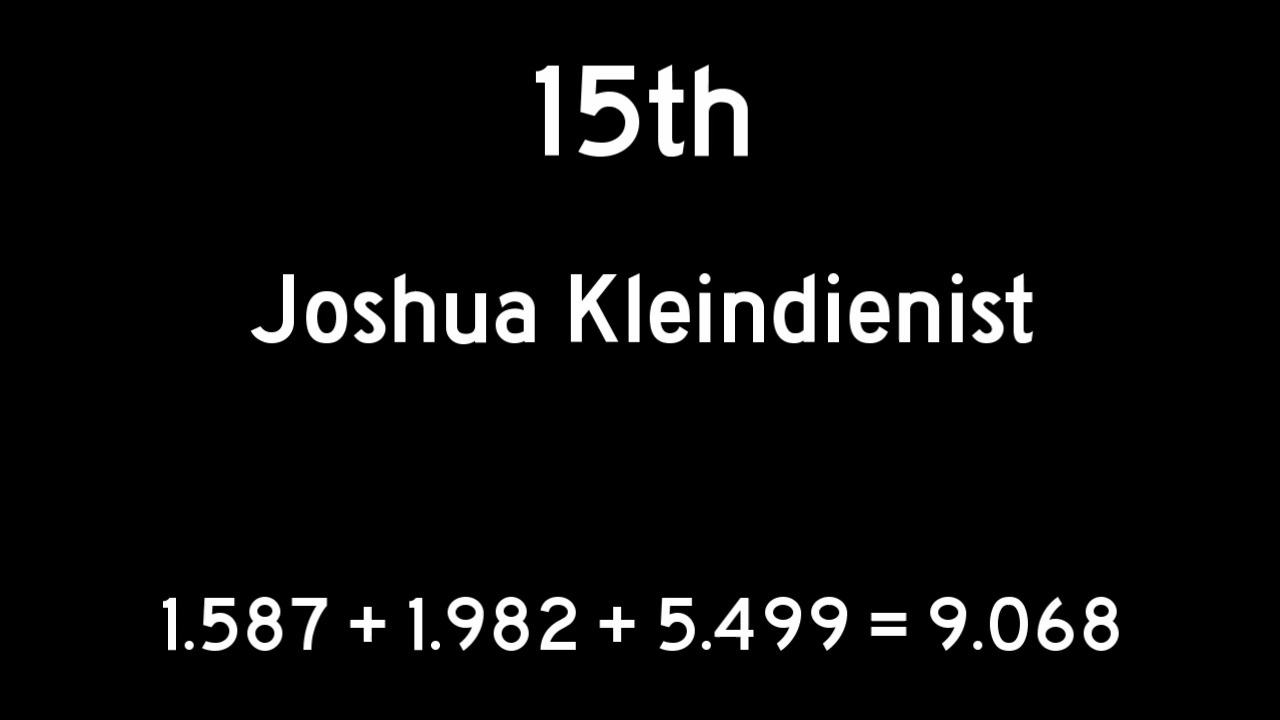 15th
Joshua Kleindienist
1.587 + 1.982 + 5.499 = 9.068